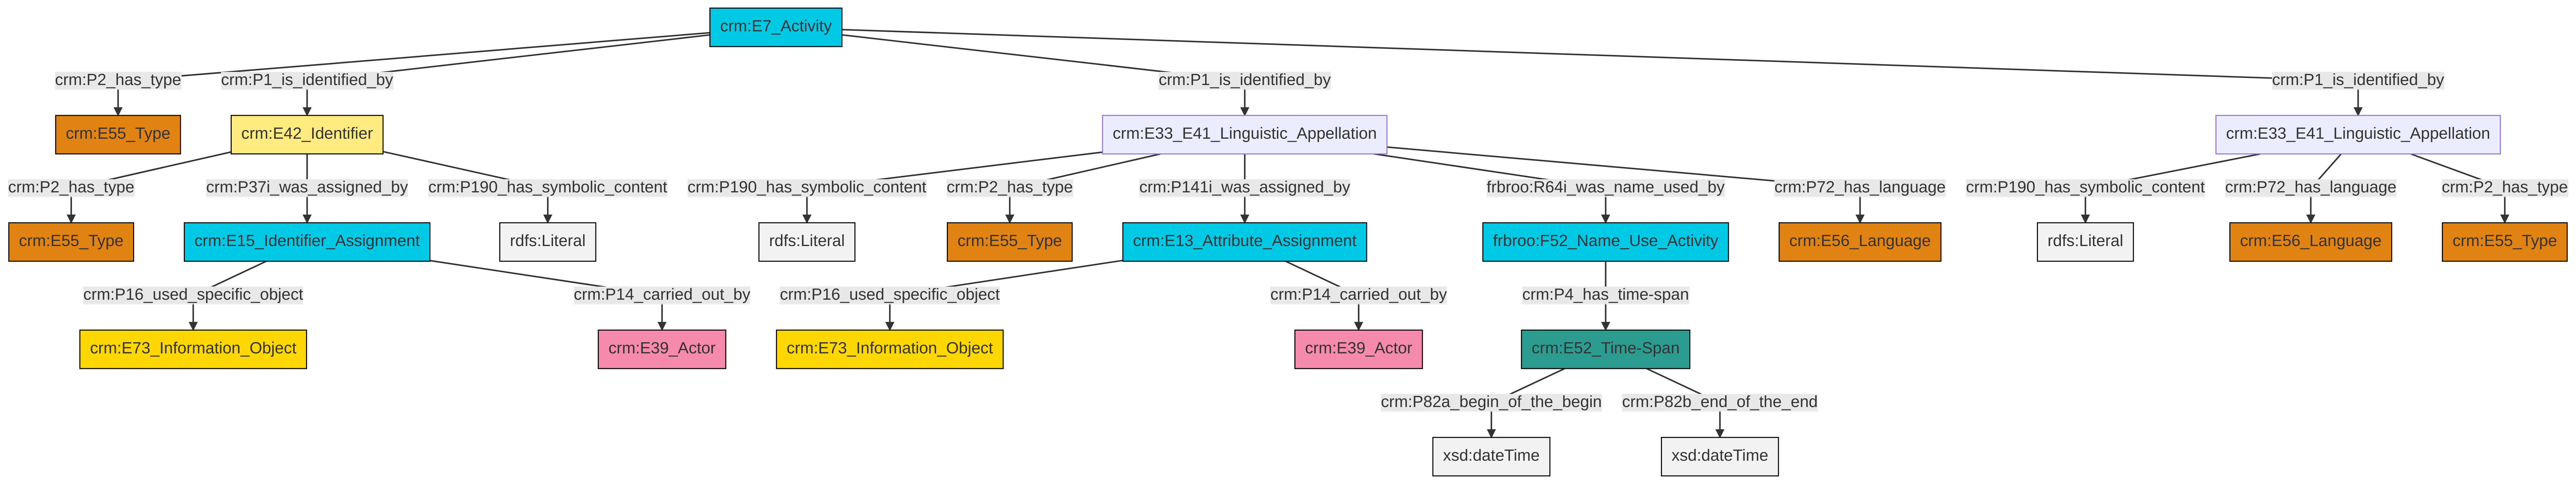 crm:E7_Activity
crm:P2_has_type
crm:P1_is_identified_by
crm:P1_is_identified_by
crm:P1_is_identified_by
crm:E55_Type
crm:E42_Identifier
crm:E33_E41_Linguistic_Appellation
crm:E33_E41_Linguistic_Appellation
crm:P2_has_type
crm:P37i_was_assigned_by
crm:P190_has_symbolic_content
crm:P190_has_symbolic_content
crm:P2_has_type
crm:P141i_was_assigned_by
frbroo:R64i_was_name_used_by
crm:P72_has_language
crm:P190_has_symbolic_content
crm:P72_has_language
crm:P2_has_type
crm:E55_Type
crm:E15_Identifier_Assignment
rdfs:Literal
rdfs:Literal
crm:E55_Type
crm:E13_Attribute_Assignment
frbroo:F52_Name_Use_Activity
crm:E56_Language
rdfs:Literal
crm:E56_Language
crm:E55_Type
crm:P16_used_specific_object
crm:P14_carried_out_by
crm:P16_used_specific_object
crm:P14_carried_out_by
crm:P4_has_time-span
crm:E73_Information_Object
crm:E39_Actor
crm:E73_Information_Object
crm:E39_Actor
crm:E52_Time-Span
crm:P82a_begin_of_the_begin
crm:P82b_end_of_the_end
xsd:dateTime
xsd:dateTime